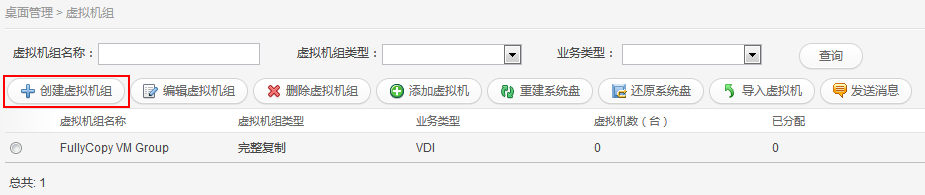 桌面管理 > 虚拟机组
虚拟机组名称： 虚拟机组类型： 业务类型： 查询
创建虚拟机组 编辑虚拟机组 删除虚拟机组 添加虚拟机 重建系统盘 还原系统盘 导入虚拟机 发送消息
虚拟机组名称 虚拟机组类型 业务类型 虚拟机数（台） 已分配
FullyCopy VM Group 完整复制 VDI 0 0
总共: 1